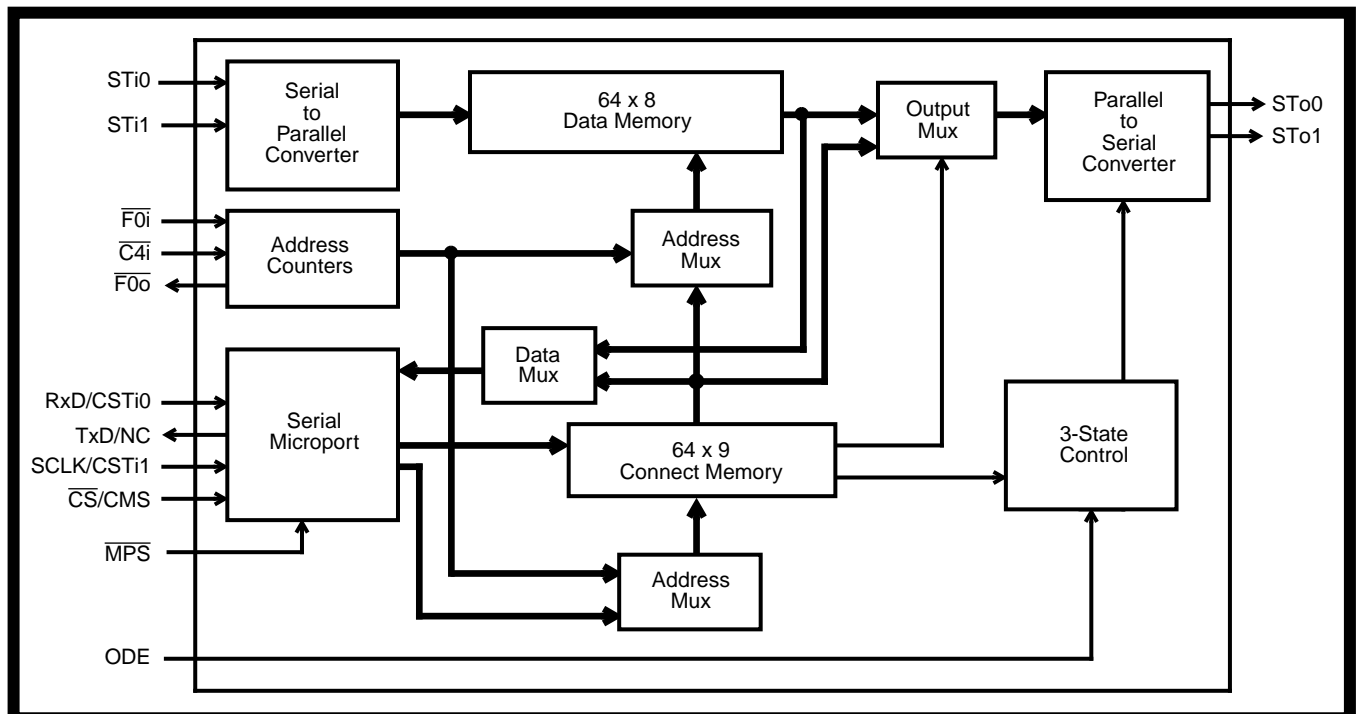 STi0
STi1
Serial
to
Parallel
Converter
64 x 8
Data Memory
Output
Mux
Parallel
to
Serial
Converter
STo0
STo1
F0i
C4i
F0o
Address
Counters
Address
Mux
Data
Mux
RxD/CSTi0
TxD/NC
SCLK/CSTi1
CS/CMS
MPS
Serial
Microport
64 x 9
Connect Memory
3-State
Control
Address
Mux
ODE